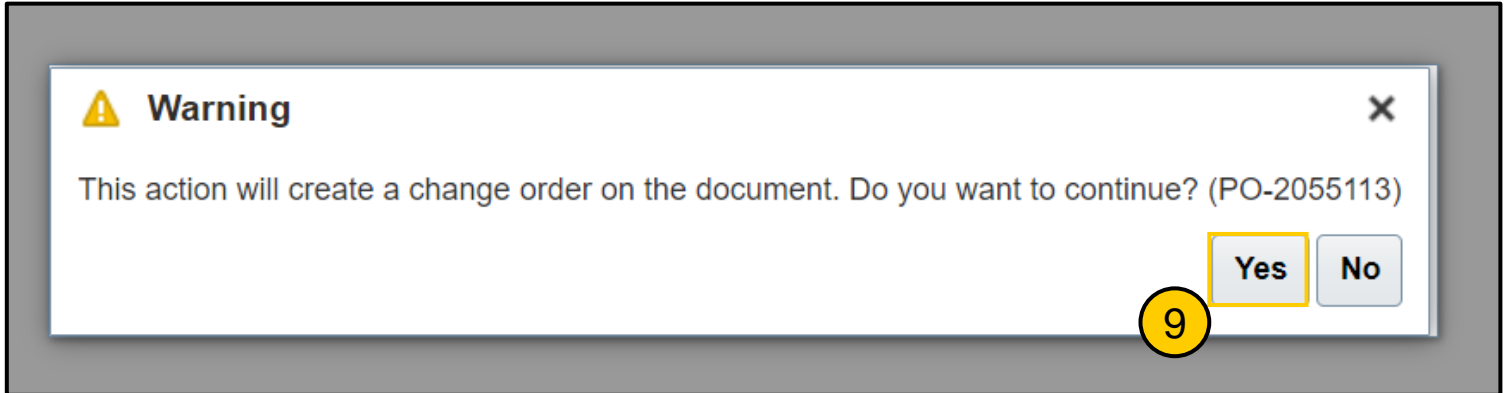 Warning
This action will create a change order on the document. Do you want to continue? (PO-2055113)
Yes No
9